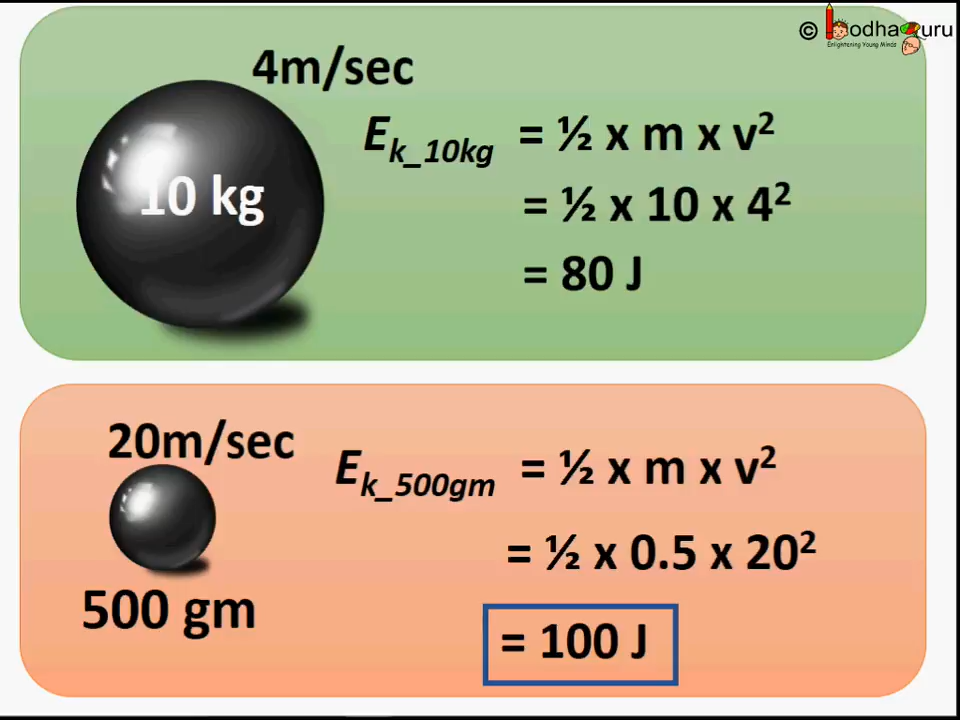 © BodhaGuru
Enlightening Young Minds
4m/sec
10 kg
Ek_10kg = ½ x m x v²
= ½ x 10 x 4²
= 80 J
20m/sec
500 gm
Ek_500gm = ½ x m x v²
= ½ x 0.5 x 20²
= 100 J